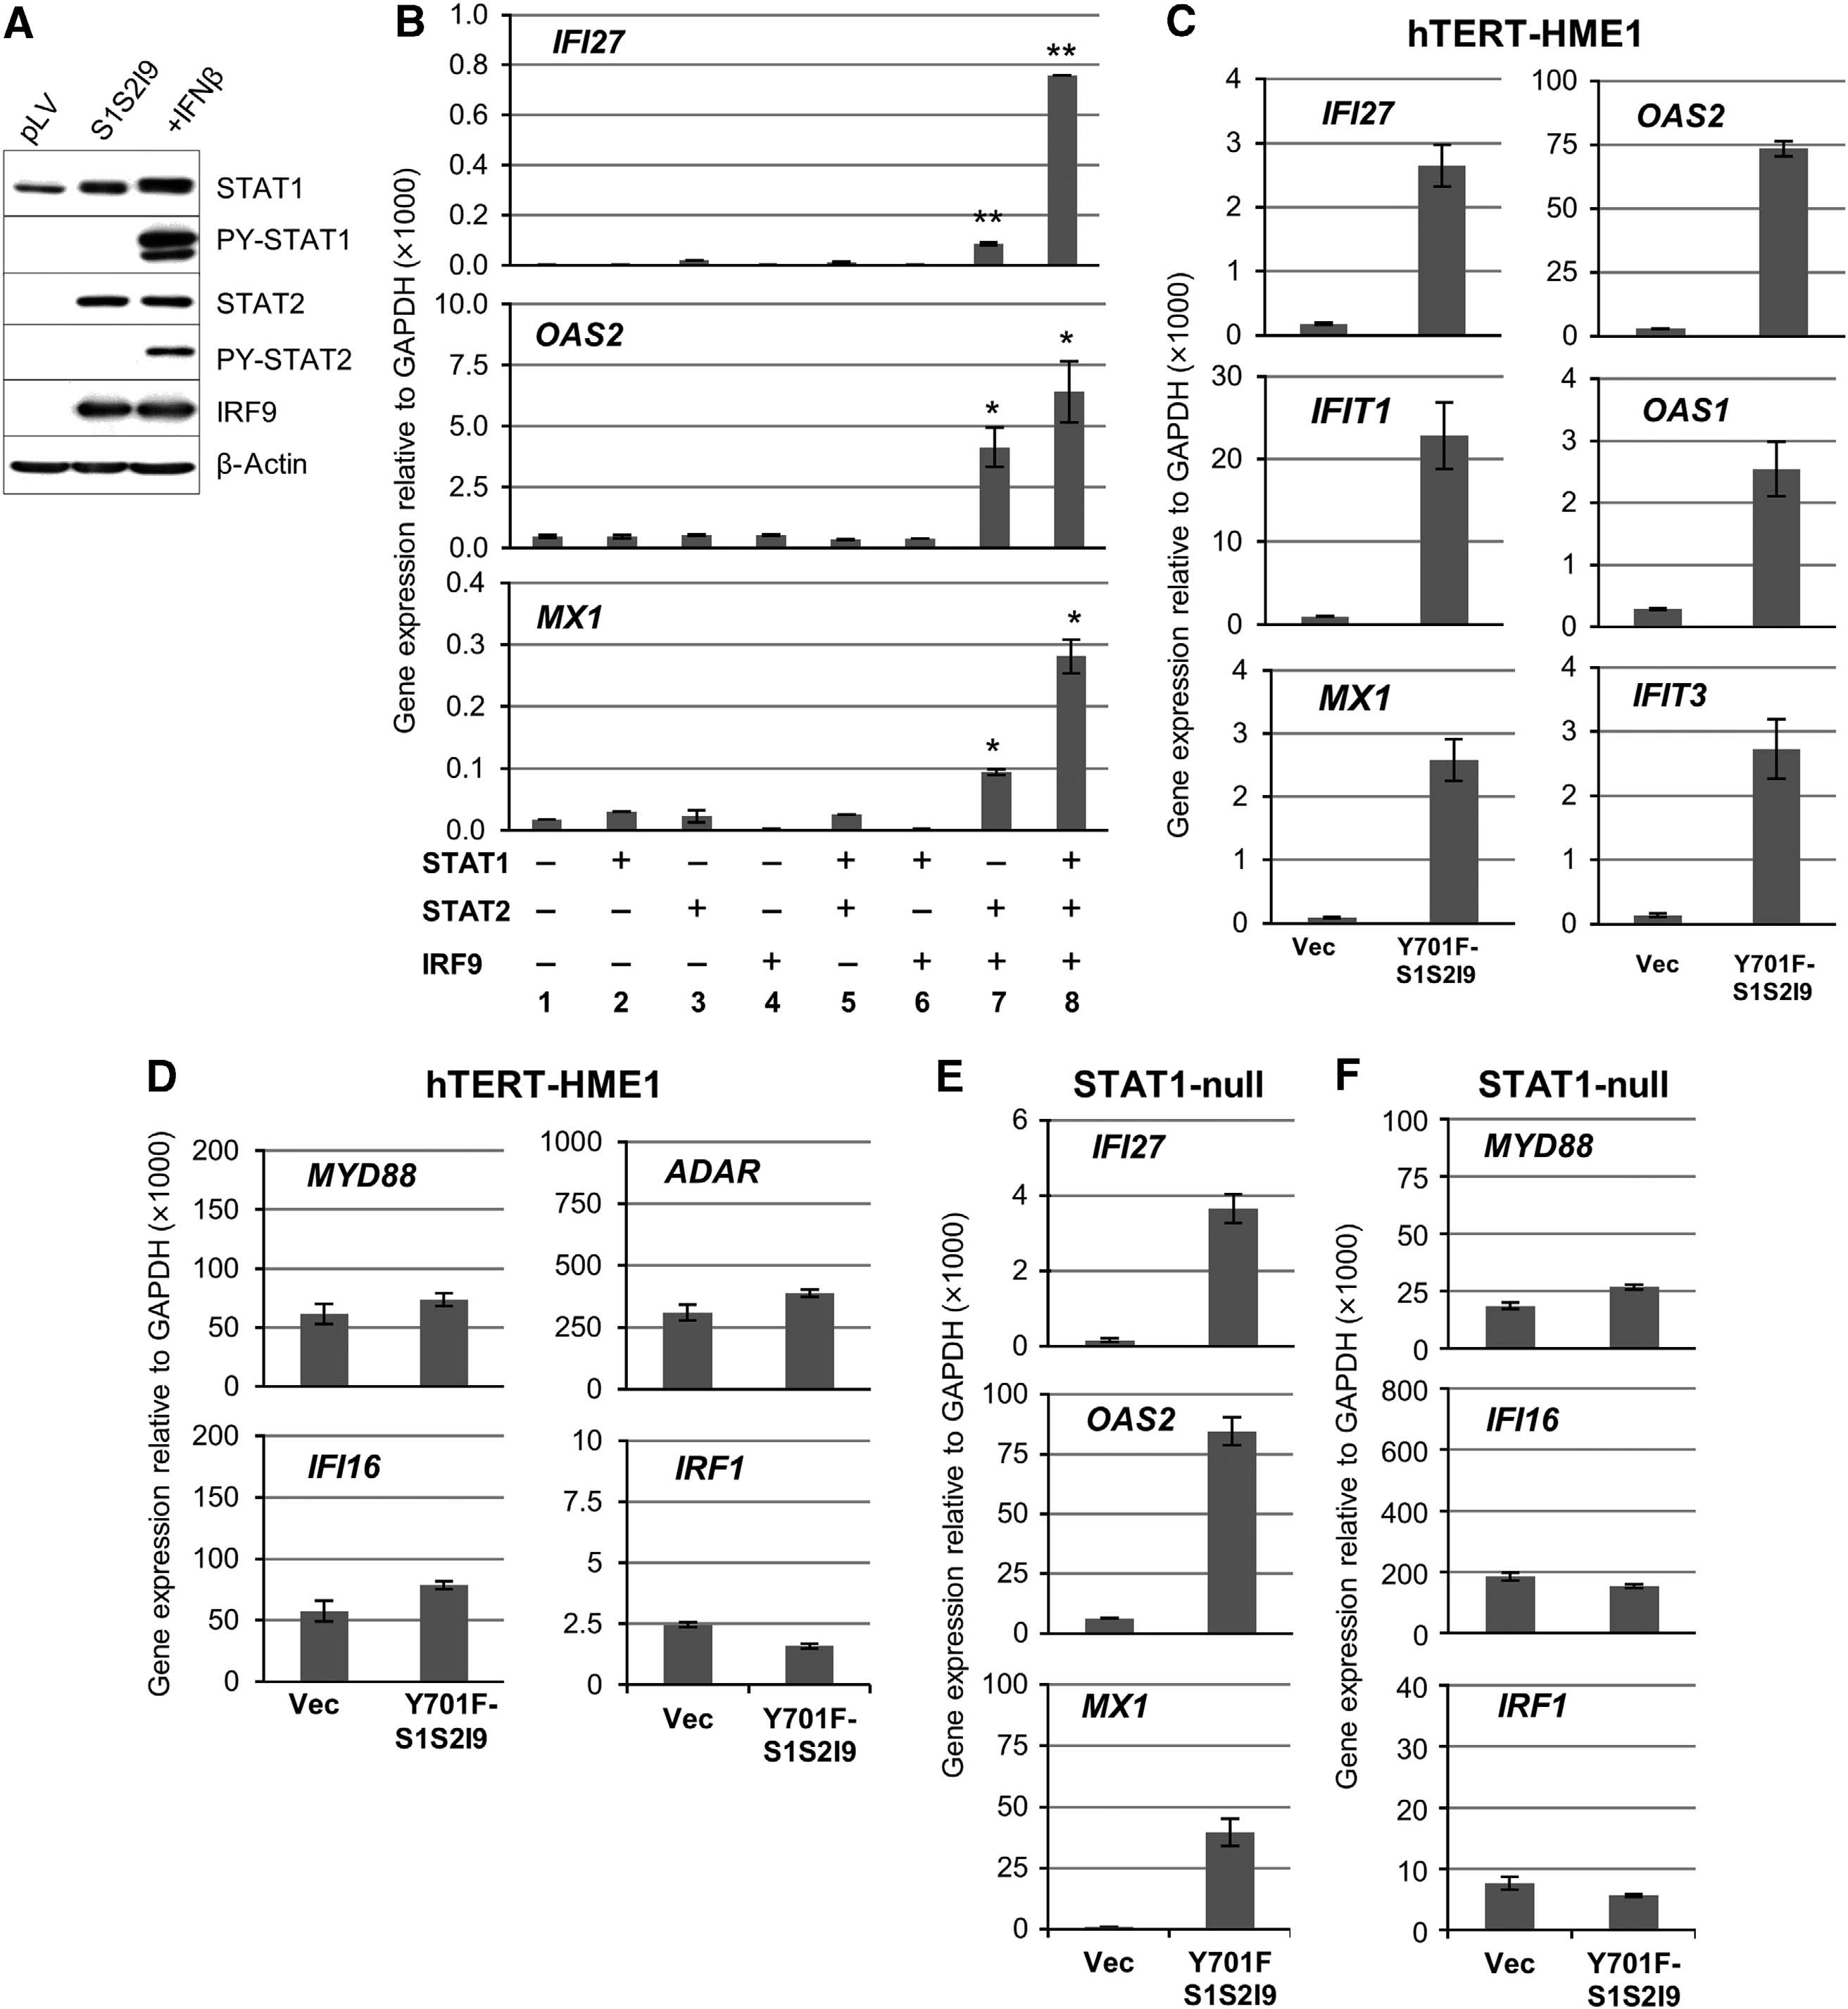 A
pLV
S1S2I9
+IFNβ
STAT1
PY-STAT1
STAT2
PY-STAT2
IRF9
β-Actin
B
Gene expression relative to GAPDH (×1000)
IFI27
1.0
0.8
0.6
0.4
0.2
0.0
**
**
OAS2
10.0
7.5
5.0
2.5
0.0
*
*
MX1
0.4
0.3
0.2
0.1
0.0
*
*
STAT1 – + – – + + – +
STAT2 – – + – + – + +
IRF9 – – – + – + + +
1 2 3 4 5 6 7 8
C
hTERT-HME1
Gene expression relative to GAPDH (×1000)
IFI27
4
3
2
1
0
OAS2
100
75
50
25
0
IFIT1
30
20
10
0
OAS1
4
3
2
1
0
MX1
4
3
2
1
0
Vec
Y701F-
S1S2I9
IFIT3
4
3
2
1
0
Vec
Y701F-
S1S2I9
D
hTERT-HME1
Gene expression relative to GAPDH (×1000)
MYD88
200
150
100
50
0
ADAR
1000
750
500
250
0
IFI16
200
150
100
50
0
Vec
Y701F-
S1S2I9
IRF1
10
7.5
5
2.5
0
Vec
Y701F-
S1S2I9
E
STAT1-null
Gene expression relative to GAPDH (×1000)
IFI27
6
4
2
0
OAS2
100
75
50
25
0
MX1
100
75
50
25
0
Vec
Y701F
S1S2I9
F
STAT1-null
Gene expression relative to GAPDH (×1000)
MYD88
100
75
50
25
0
IFI16
800
600
400
200
0
IRF1
40
30
20
10
0
Vec
Y701F-
S1S2I9